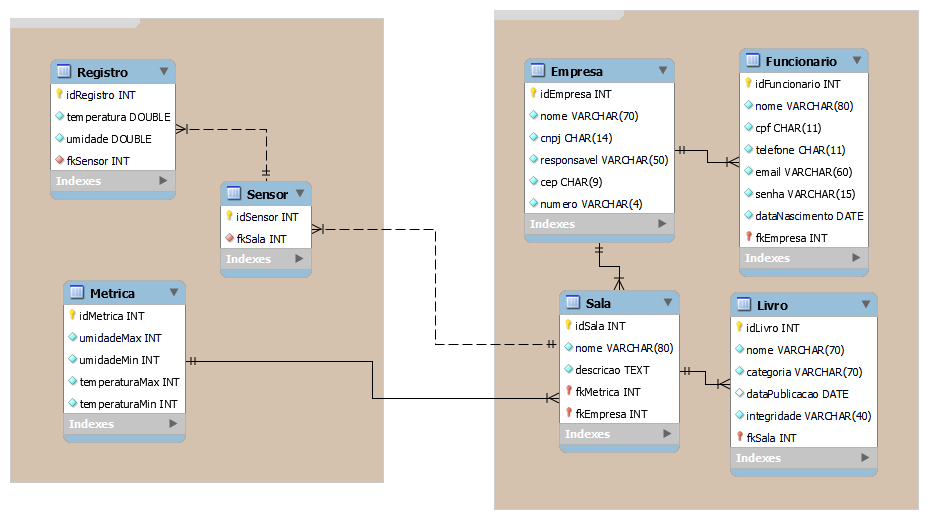 Registro
idRegistro INT
temperatura DOUBLE
umidade DOUBLE
fkSensor INT
Indexes
Sensor
idSensor INT
fkSala INT
Indexes
Metrica
idMetrica INT
umidadeMax INT
umidadeMin INT
temperaturaMax INT
temperaturaMin INT
Indexes
Empresa
idEmpresa INT
nome VARCHAR(70)
cnpj CHAR(14)
responsavel VARCHAR(50)
cep CHAR(9)
numero VARCHAR(4)
Indexes
Funcionario
idFuncionario INT
nome VARCHAR(80)
cpf CHAR(11)
telefone CHAR(11)
email VARCHAR(60)
senha VARCHAR(15)
dataNascimento DATE
fkEmpresa INT
Indexes
Sala
idSala INT
nome VARCHAR(80)
descricao TEXT
fkMetrica INT
fkEmpresa INT
Indexes
Livro
idLivro INT
nome VARCHAR(70)
categoria VARCHAR(70)
dataPublicacao DATE
integridade VARCHAR(40)
fkSala INT
Indexes